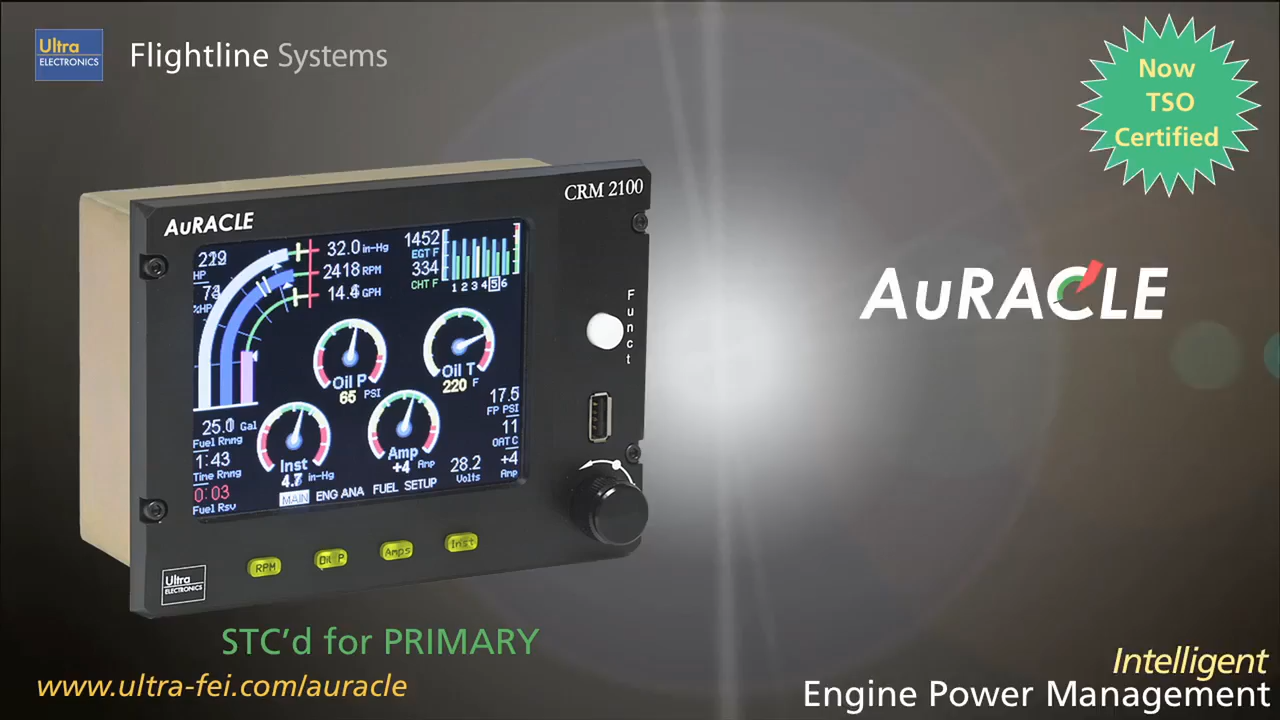 Ultra
ELECTRONICS
Flightline Systems
Now
TSO
Certified
CRM 2100
AuRACLE
HP
32.0 in-Hg
2418 RPM
GPH
%HP
1452
EGT F
334
CHT F
1 2 3 4 5 6
Funct
Oil P
65 PSI
Oil T
220 F
17.5
FP PSI
11
OAT C
+4
Amp
25.0 Gal
Fuel Rmng
1:43
Time Rmng
0:03
Fuel Rsv
Inst
in-Hg
Amp
+4 Amp
28.2
Volts
MAIN ENG ANA FUEL SETUP
RPM
Oil P
Amps
Inst
Ultra
ELECTRONICS
AuRACLE
STC'd for PRIMARY
www.ultra-fei.com/auracle
Intelligent
Engine Power Management